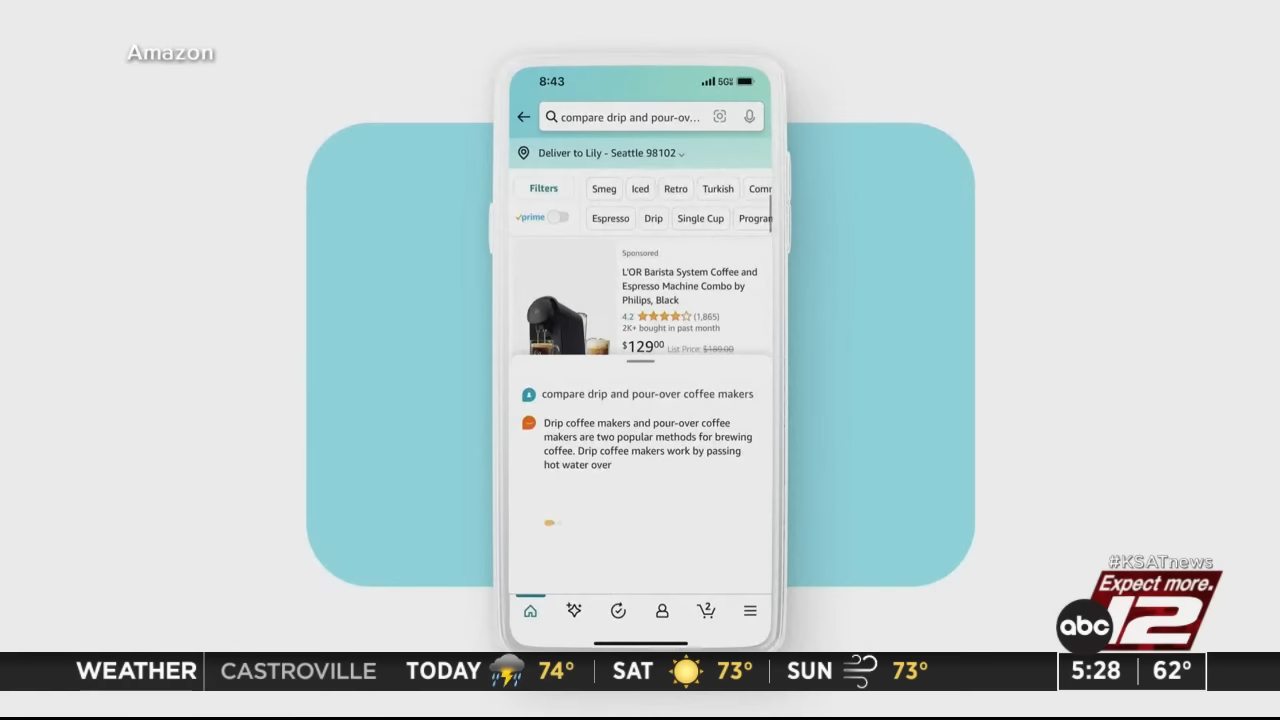 Amazon
8:43
5G
compare drip and pour-ov...
Deliver to Lily - Seattle 98102
Filters
Smeg
Iced
Retro
Turkish
Com
prime
Espresso
Drip
Single Cup
Program
Sponsored
L'OR Barista System Coffee and
Espresso Machine Combo by
Philips, Black
4.2 (1,865)
2K+ bought in past month
$129 00 List Price: $189.00
compare drip and pour-over coffee makers
Drip coffee makers and pour-over coffee
makers are two popular methods for brewing
coffee. Drip coffee makers work by passing
hot water over
2
#KSATnews
Expect more.
abc 12
WEATHER CASTROVILLE TODAY 74° SAT 73° SUN 73° 5:28 62°